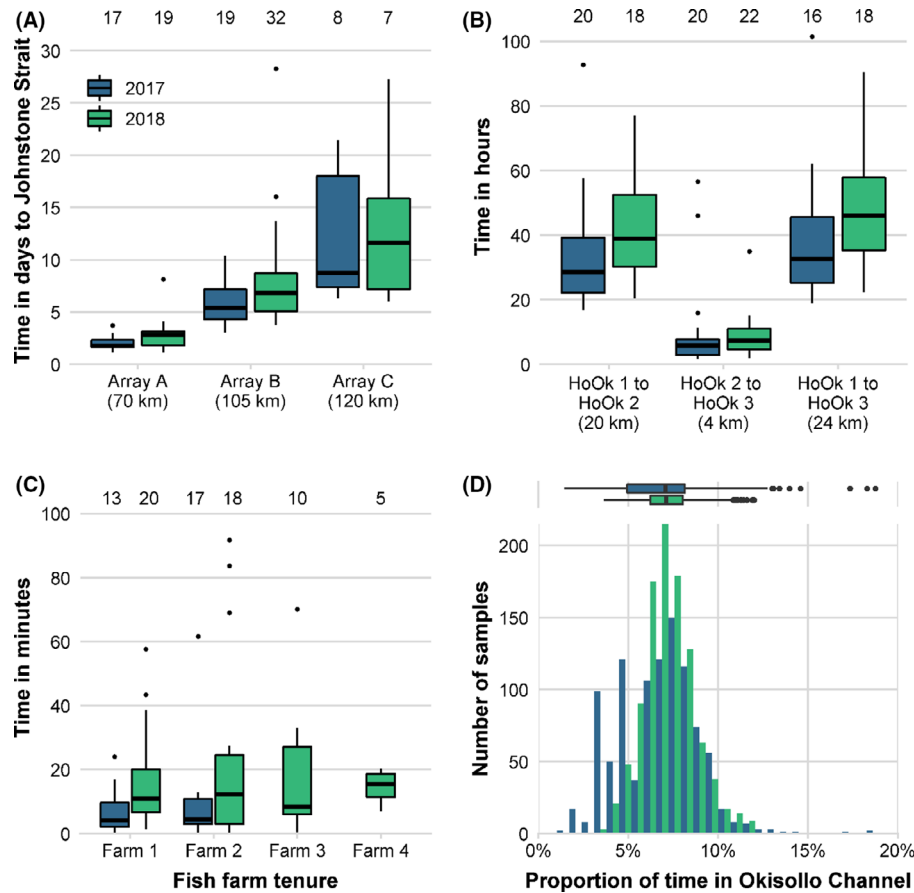 (A)
17 19 19 32 8 7
Time in days to Johnstone Strait
30
25
20
15
10
5
0
2017
2018
Array A
(70 km)
Array B
(105 km)
Array C
(120 km)
(B)
20 18 20 22 16 18
Time in hours
100
80
60
40
20
0
HoOk 1 to
HoOk 2
(20 km)
HoOk 2 to
HoOk 3
(4 km)
HoOk 1 to
HoOk 3
(24 km)
(C)
13 20 17 18 10 5
Time in minutes
100
80
60
40
20
0
Farm 1 Farm 2 Farm 3 Farm 4
Fish farm tenure
(D)
Number of samples
200
150
100
50
0
0% 5% 10% 15% 20%
Proportion of time in Okisollo Channel